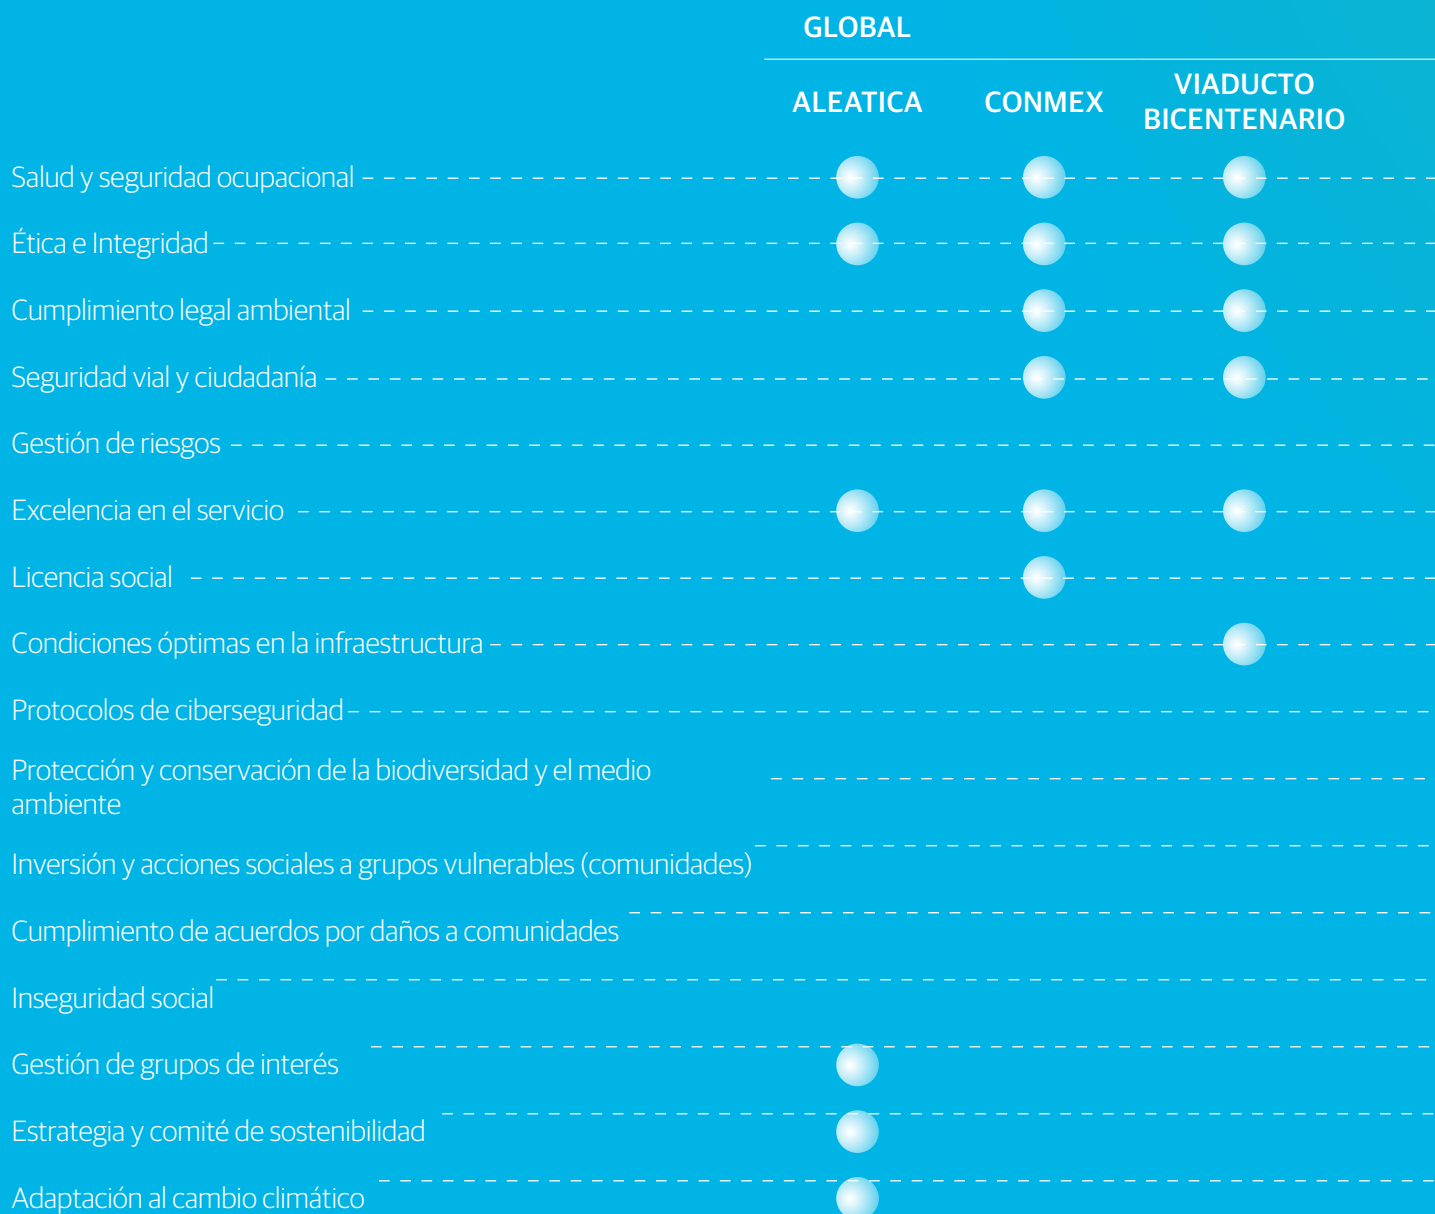 GLOBAL
ALEATICA CONMEX VIADUCTO
BICENTENARIO
Salud y seguridad ocupacional
Ética e Integridad
Cumplimiento legal ambiental
Seguridad vial y ciudadanía
Gestión de riesgos
Excelencia en el servicio
Licencia social
Condiciones óptimas en la infraestructura
Protocolos de ciberseguridad
Protección y conservación de la biodiversidad y el medio
ambiente
Inversión y acciones sociales a grupos vulnerables (comunidades)
Cumplimiento de acuerdos por daños a comunidades
Inseguridad social
Gestión de grupos de interés
Estrategia y comité de sostenibilidad
Adaptación al cambio climático